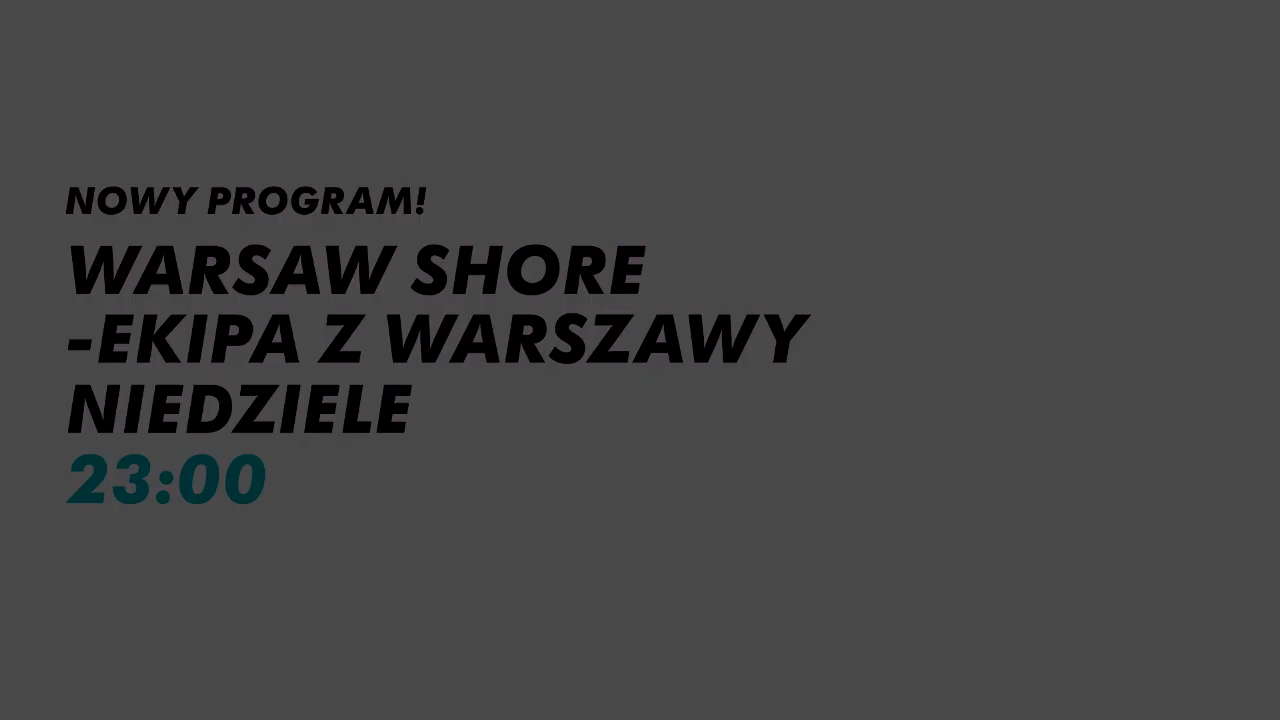 NOWY PROGRAM!
WARSAW SHORE
-EKIPA Z WARSZAWY
NIEDZIELE
23:00